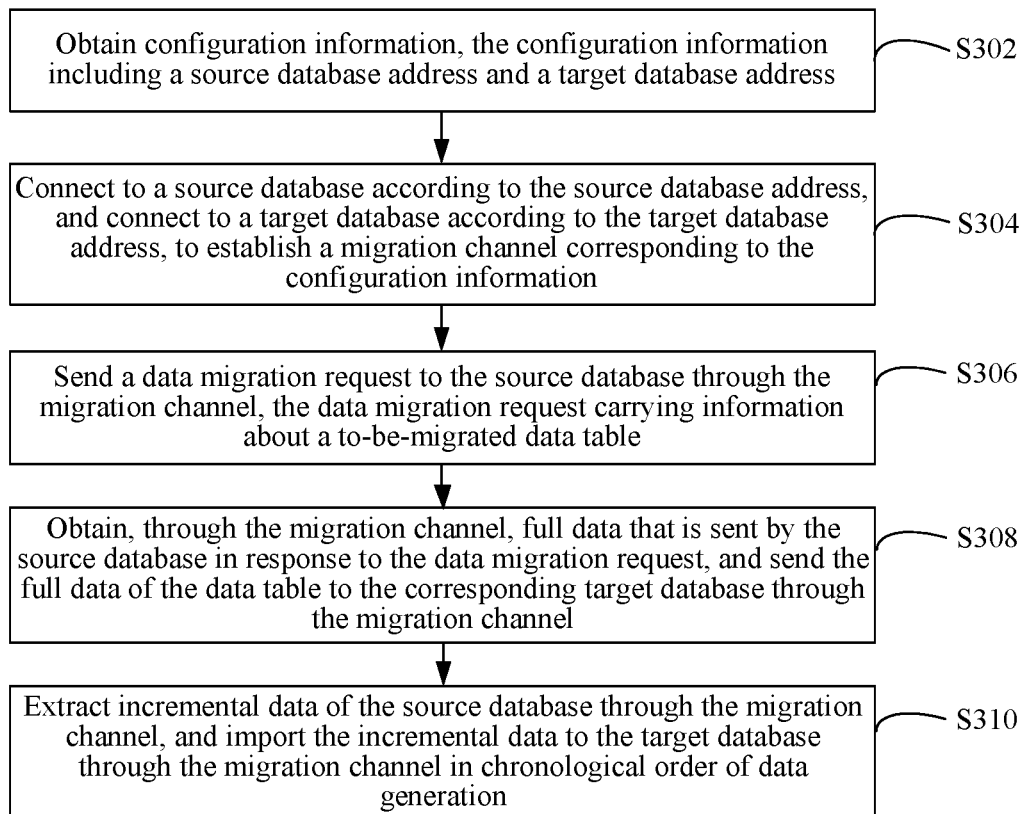 Obtain configuration information, the configuration information
including a source database address and a target database address
S302
Connect to a source database according to the source database address,
and connect to a target database according to the target database
address, to establish a migration channel corresponding to the
configuration information
S304
Send a data migration request to the source database through the
migration channel, the data migration request carrying information
about a to-be-migrated data table
S306
Obtain, through the migration channel, full data that is sent by the
source database in response to the data migration request, and send the
full data of the data table to the corresponding target database through
the migration channel
S308
Extract incremental data of the source database through the migration
channel, and import the incremental data to the target database
through the migration channel in chronological order of data
generation
S310